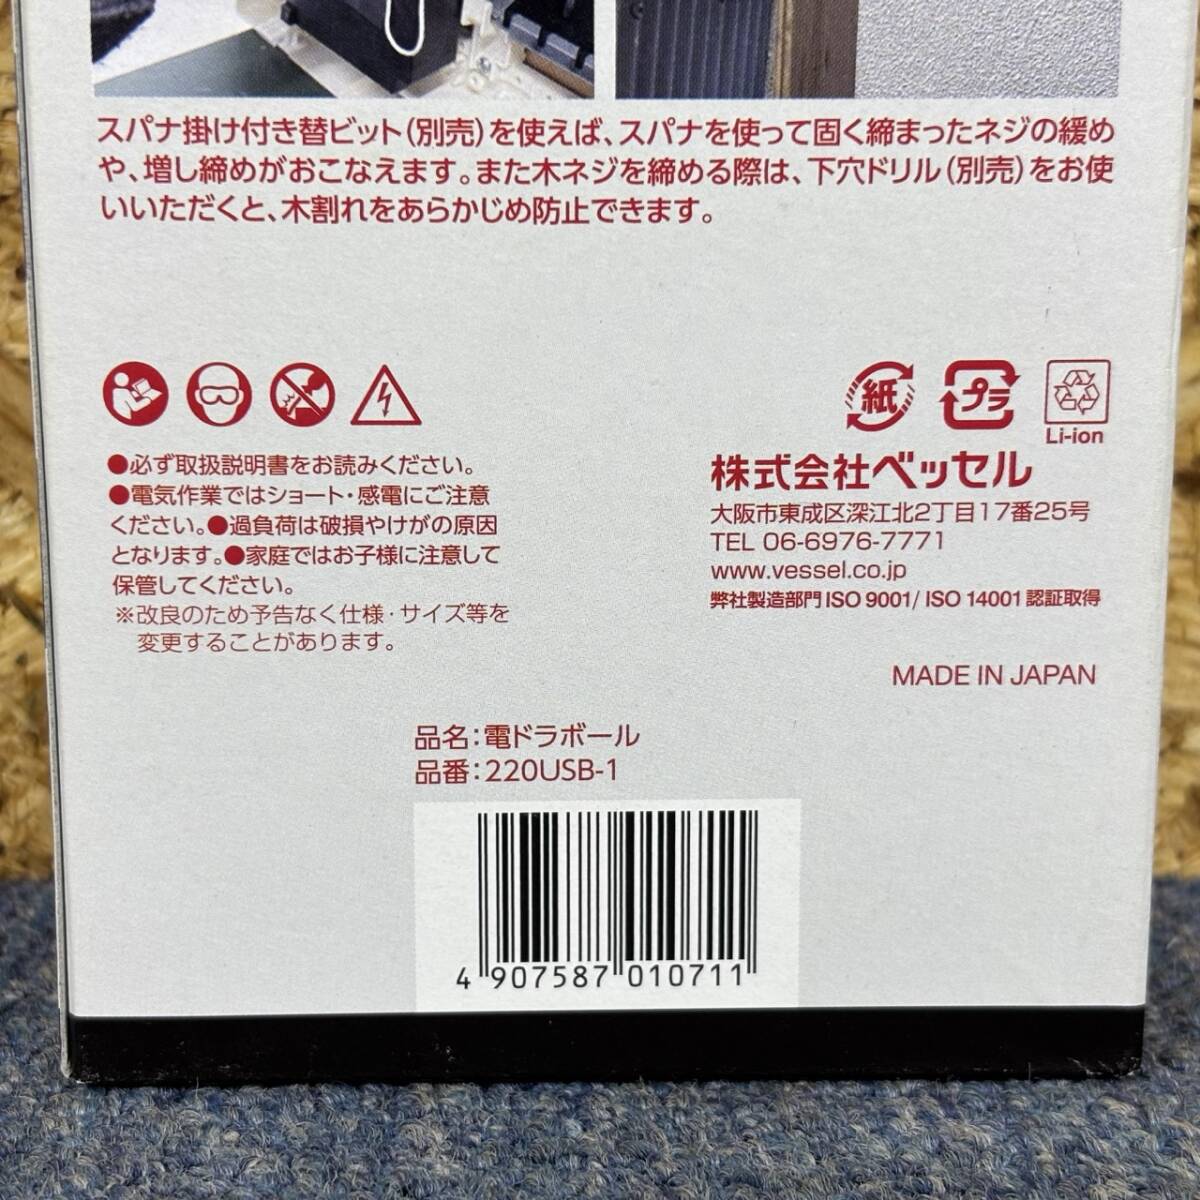 スパナ掛け付き替ビット（別売）を使えば、スパナを使って固く締まったネジの緩め
や、増し締めがおこなえます。また木ネジを締める際は、下穴ドリル（別売）をお使
いいただくと、木割れをあらかじめ防止できます。
紙
プラ
Li-ion
●必ず取扱説明書をお読みください。
●電気作業ではショート・感電にご注意
ください。●過負荷は破損やけがの原因
となります。●家庭ではお子様に注意して
保管してください。
※改良のため予告なく仕様・サイズ等を
変更することがあります。
株式会社ベッセル
大阪市東成区深江北2丁目17番25号
TEL 06-6976-7771
www.vessel.co.jp
弊社製造部門 ISO 9001/ ISO 14001 認証取得
MADE IN JAPAN
品名：電ドラボール
品番：220USB-1
4 907587 010711